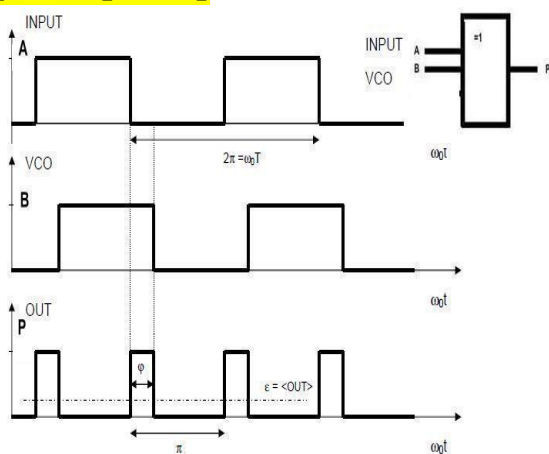 INPUT
A
=1
INPUT A
VCO B
P
2π =ω₀T
ω₀t
VCO
B
ω₀t
OUT
P
φ
ε = <OUT>
π
ω₀t